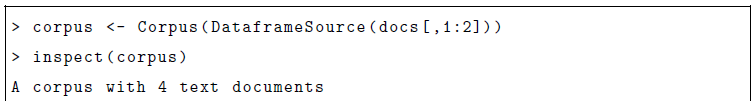 > corpus <- Corpus(DataframeSource(docs[,1:2]))
> inspect(corpus)
A corpus with 4 text documents